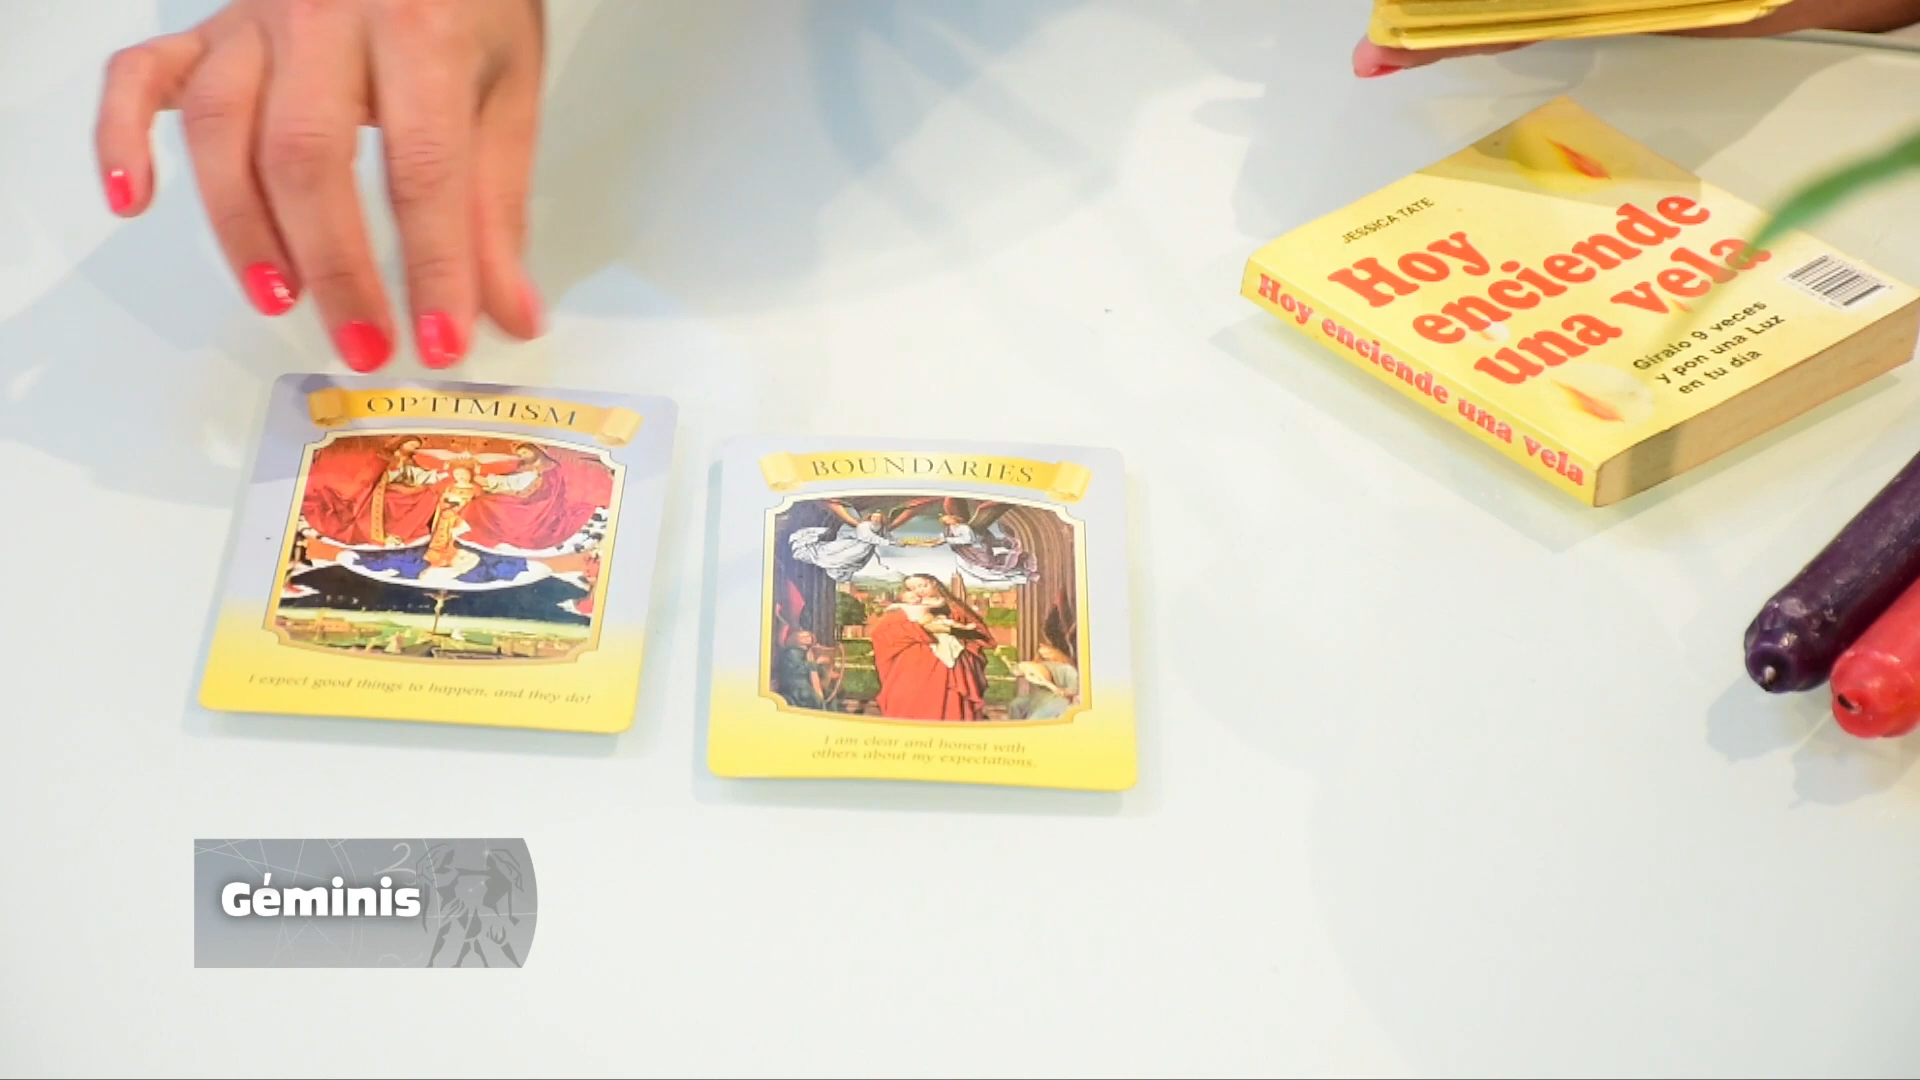 OPTIMISM
I expect good things to happen, and they do!
BOUNDARIES
I am clear and honest with
others about my expectations.
JESSICA TATE
Hoy
enciende
una vela
Gíralo 9 veces
y pon una Luz
en tu día
Hoy enciende una vela
Géminis